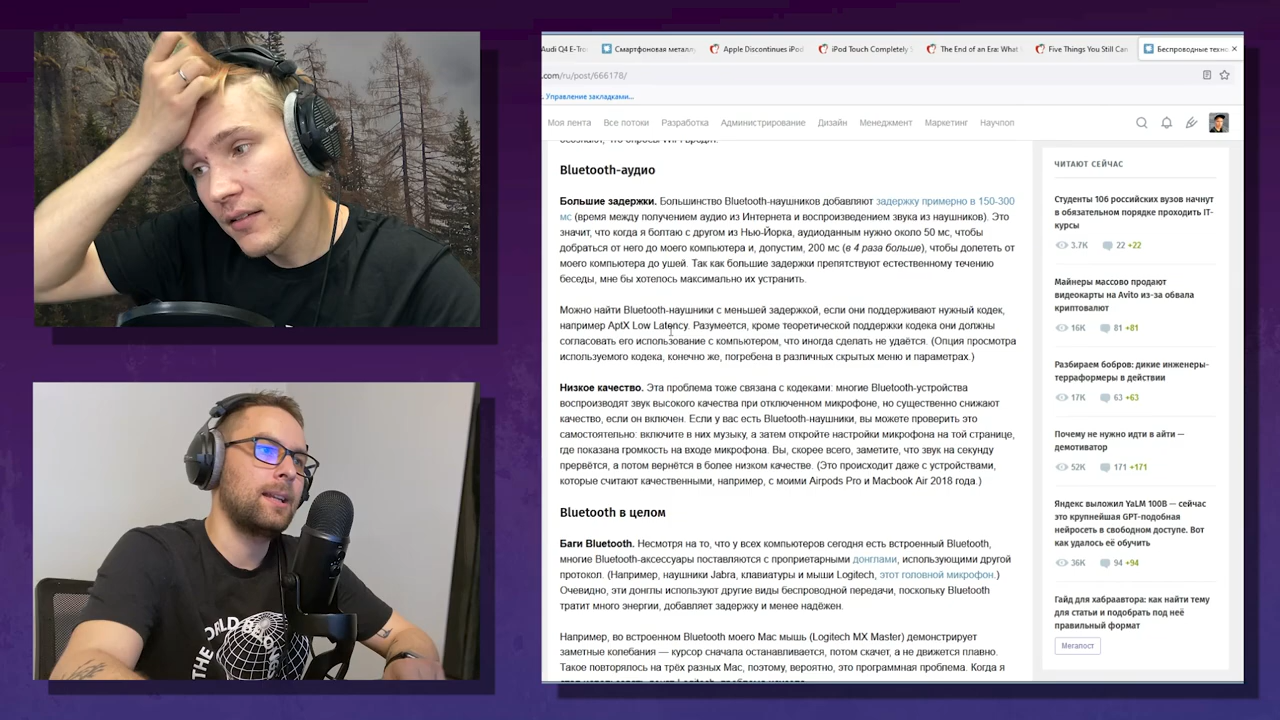 Audi Q4 E-Tro
Смартфоновая метал
Apple Discontinues iPod
iPod Touch Completely S
The End of an Era: What
Five Things You Still Can
Беспроводные техно
.com/ru/post/666178/
Управление закладками...
Моя лента Все потоки Разработка Администрирование Дизайн Менеджмент Маркетинг Научпоп
Bluetooth-аудио
Большие задержки. Большинство Bluetooth-наушников добавляют задержку примерно в 150-300
мс (время между получением аудио из Интернета и воспроизведением звука из наушников). Это
значит, что когда я болтаю с другом из Нью-Йорка, аудиоданным нужно около 50 мс, чтобы
добраться от него до моего компьютера и, допустим, 200 мс (в 4 раза больше), чтобы долететь от
моего компьютера до ушей. Так как большие задержки препятствуют естественному течению
беседы, мне бы хотелось максимально их устранить.
Можно найти Bluetooth-наушники с меньшей задержкой, если они поддерживают нужный кодек,
например AptX Low Latency. Разумеется, кроме теоретической поддержки кодека они должны
согласовать его использование с компьютером, что иногда сделать не удаётся. (Опция просмотра
используемого кодека, конечно же, погребена в различных скрытых меню и параметрах.)
Низкое качество. Эта проблема тоже связана с кодеками: многие Bluetooth-устройства
воспроизводят звук высокого качества при отключенном микрофоне, но существенно снижают
качество, если он включен. Если у вас есть Bluetooth-наушники, вы можете проверить это
самостоятельно: включите в них музыку, а затем откройте настройки микрофона на той странице,
где показана громкость на входе микрофона. Вы, скорее всего, заметите, что звук на секунду
прервётся, а потом вернётся в более низком качестве. (Это происходит даже с устройствами,
которые считают качественными, например, с моими Airpods Pro и Macbook Air 2018 года.)
Bluetooth в целом
Баги Bluetooth. Несмотря на то, что у всех компьютеров сегодня есть встроенный Bluetooth,
многие Bluetooth-аксессуары поставляются с проприетарными донглами, использующими другой
протокол. (Например, наушники Jabra, клавиатуры и мыши Logitech, этот головной микрофон.)
Очевидно, эти донглы используют другие виды беспроводной передачи, поскольку Bluetooth
тратит много энергии, добавляет задержку и менее надёжен.
Например, во встроенном Bluetooth моего Mac мышь (Logitech MX Master) демонстрирует
заметные колебания — курсор сначала останавливается, потом скачет, а не движется плавно.
Такое повторялось на трёх разных Mac, поэтому, вероятно, это программная проблема. Когда я
ЧИТАЮТ СЕЙЧАС
Студенты 106 российских вузов начнут
в обязательном порядке проходить IT-
курсы
3.7K 22 +22
Майнеры массово продают
видеокарты на Avito из-за обвала
криптовалют
16K 81 +81
Разбираем бобров: дикие инженеры-
терраформеры в действии
17K 63 +63
Почему не нужно идти в айти —
демотиватор
52K 171 +171
Яндекс выложил YaLM 100B — сейчас
это крупнейшая GPT-подобная
нейросеть в свободном доступе. Вот
как удалось её обучить
36K 94 +94
Гайд для хабраавтора: как найти тему
для статьи и подобрать под неё
правильный формат
Мегапост